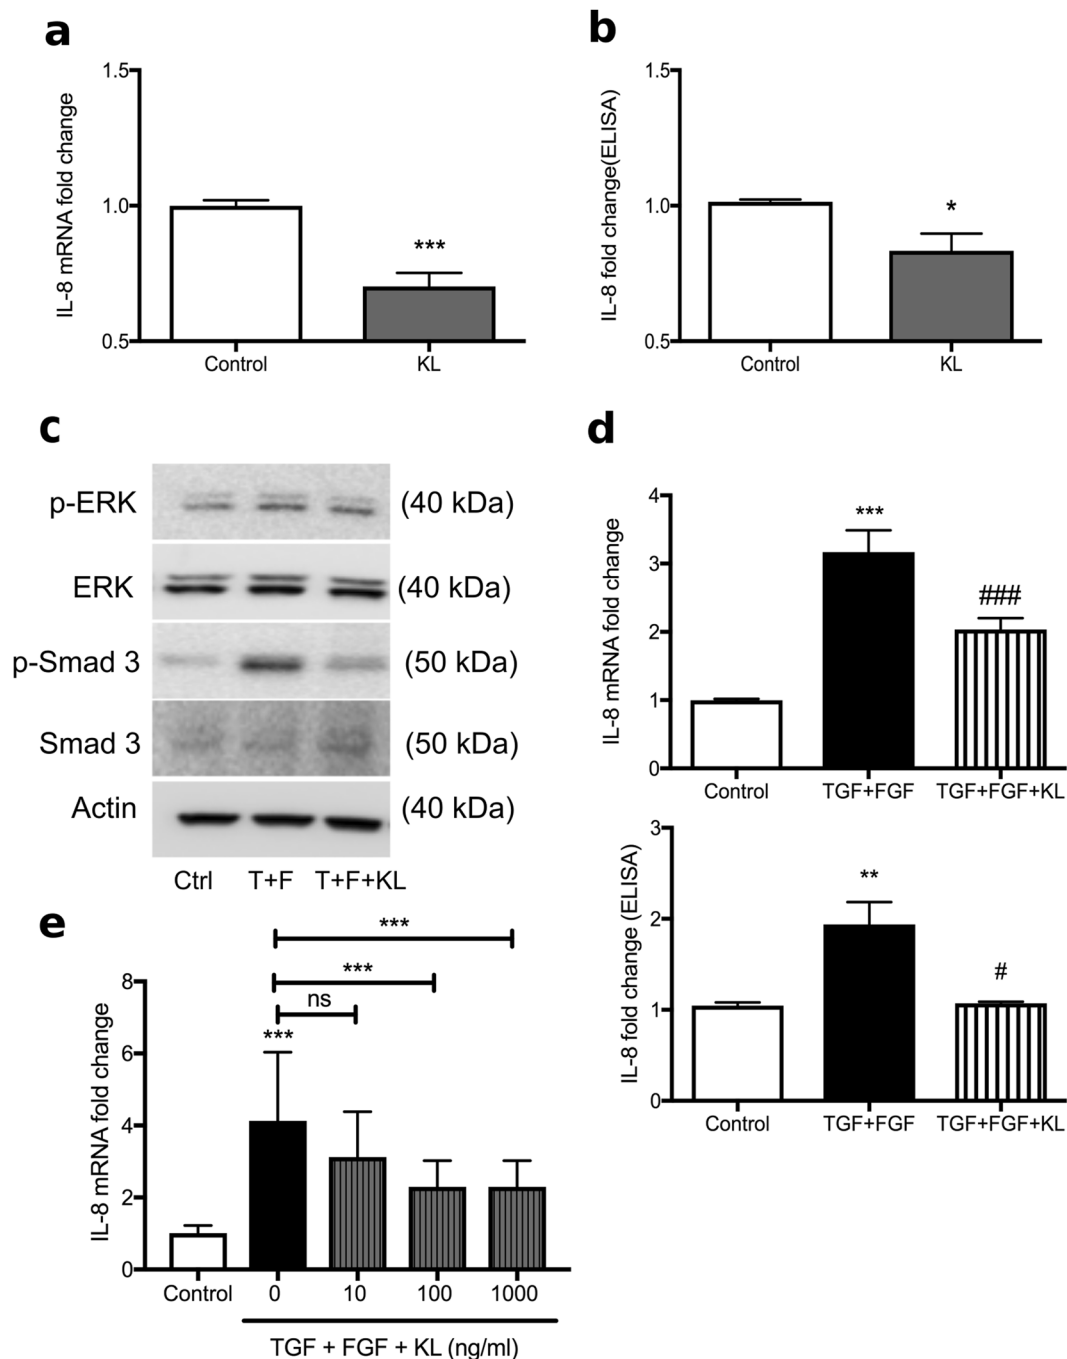 a
1.5
1.0
0.5
IL-8 mRNA fold change
***
Control
KL
b
1.5
1.0
0.5
IL-8 fold change(ELISA)
*
Control
KL
c
p-ERK
(40 kDa)
ERK
(40 kDa)
p-Smad 3
(50 kDa)
Smad 3
(50 kDa)
Actin
(40 kDa)
Ctrl
T+F
T+F+KL
d
4
3
2
1
0
IL-8 mRNA fold change
***
###
Control
TGF+FGF
TGF+FGF+KL
3
2
1
0
IL-8 fold change (ELISA)
**
#
Control
TGF+FGF
TGF+FGF+KL
e
8
6
4
2
0
IL-8 mRNA fold change
***
***
ns
***
Control
0
10
100
1000
TGF + FGF + KL (ng/ml)